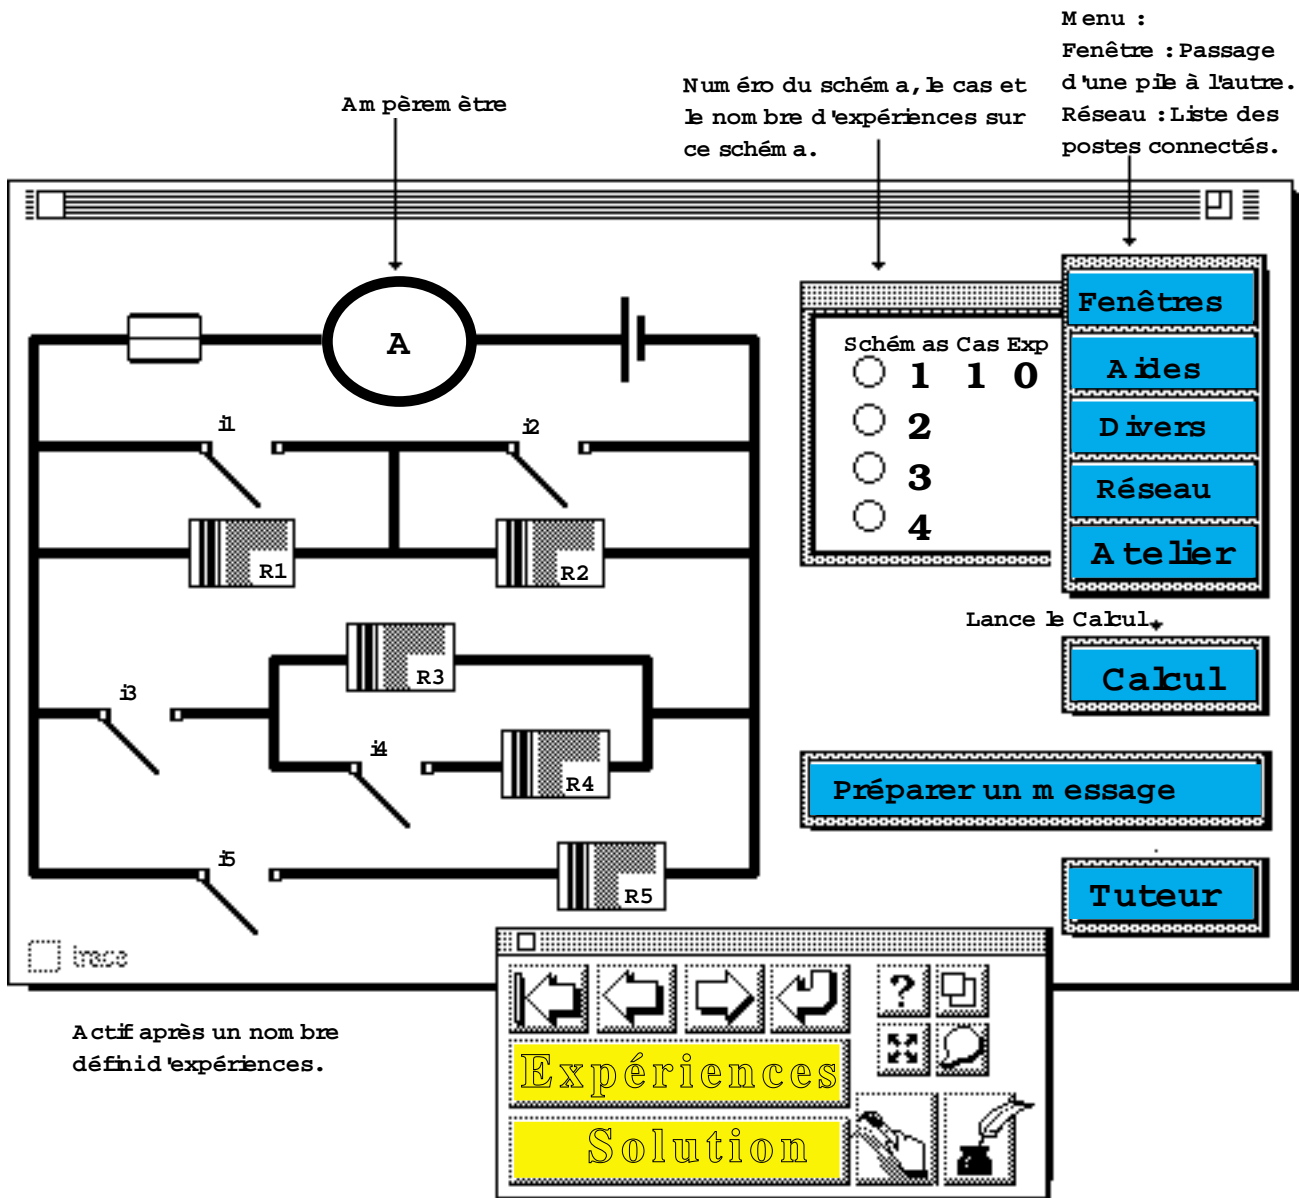 Menu :
Fenêtre : Passage
d'une pile à l'autre.
Réseau : Liste des
postes connectés.
Numéro du schéma, le cas et
le nombre d'expériences sur
ce schéma.
Ampèremètre
A
Schémas Cas Exp
1 1 0
2
3
4
Fenêtres
Aides
Divers
Réseau
Atelier
i1
i2
R1
R2
Lance le Calcul
Calcul
R3
i3
i4
R4
Préparer un message
i5
R5
Tuteur
trace
?
Actif après un nombre
défini d'expériences.
Expériences
Solution